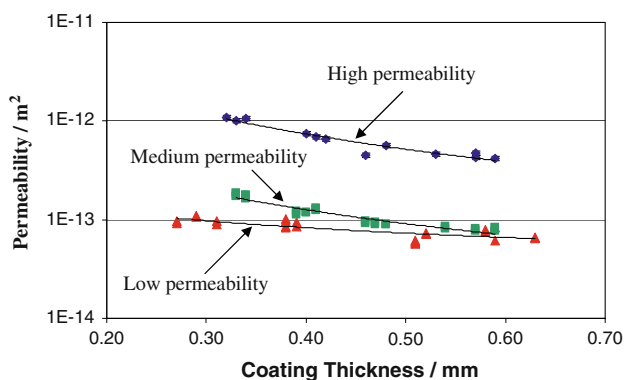 1E-11
High permeability
1E-12
Medium permeability
1E-13
Low permeability
1E-14
0.20 0.30 0.40 0.50 0.60 0.70
Coating Thickness / mm
Permeability / m²